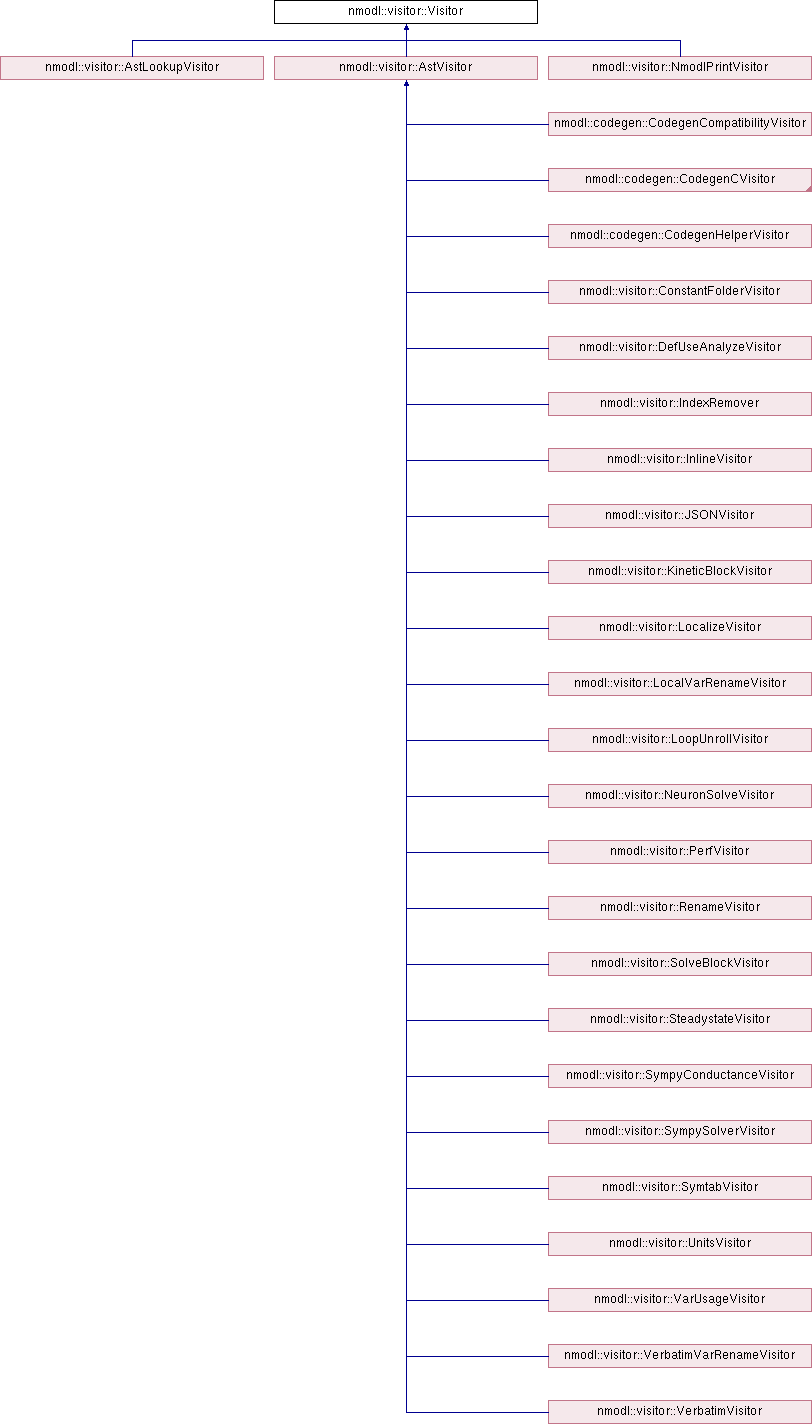 nmodl::visitor::Visitor
nmodl::visitor::AstLookupVisitor
nmodl::visitor::AstVisitor
nmodl::visitor::NmodlPrintVisitor
nmodl::codegen::CodegenCompatibilityVisitor
nmodl::codegen::CodegenCVisitor
nmodl::codegen::CodegenHelperVisitor
nmodl::visitor::ConstantFolderVisitor
nmodl::visitor::DefUseAnalyzeVisitor
nmodl::visitor::IndexRemover
nmodl::visitor::InlineVisitor
nmodl::visitor::JSONVisitor
nmodl::visitor::KineticBlockVisitor
nmodl::visitor::LocalizeVisitor
nmodl::visitor::LocalVarRenameVisitor
nmodl::visitor::LoopUnrollVisitor
nmodl::visitor::NeuronSolveVisitor
nmodl::visitor::PerfVisitor
nmodl::visitor::RenameVisitor
nmodl::visitor::SolveBlockVisitor
nmodl::visitor::SteadystateVisitor
nmodl::visitor::SympyConductanceVisitor
nmodl::visitor::SympySolverVisitor
nmodl::visitor::SymtabVisitor
nmodl::visitor::UnitsVisitor
nmodl::visitor::VarUsageVisitor
nmodl::visitor::VerbatimVarRenameVisitor
nmodl::visitor::VerbatimVisitor